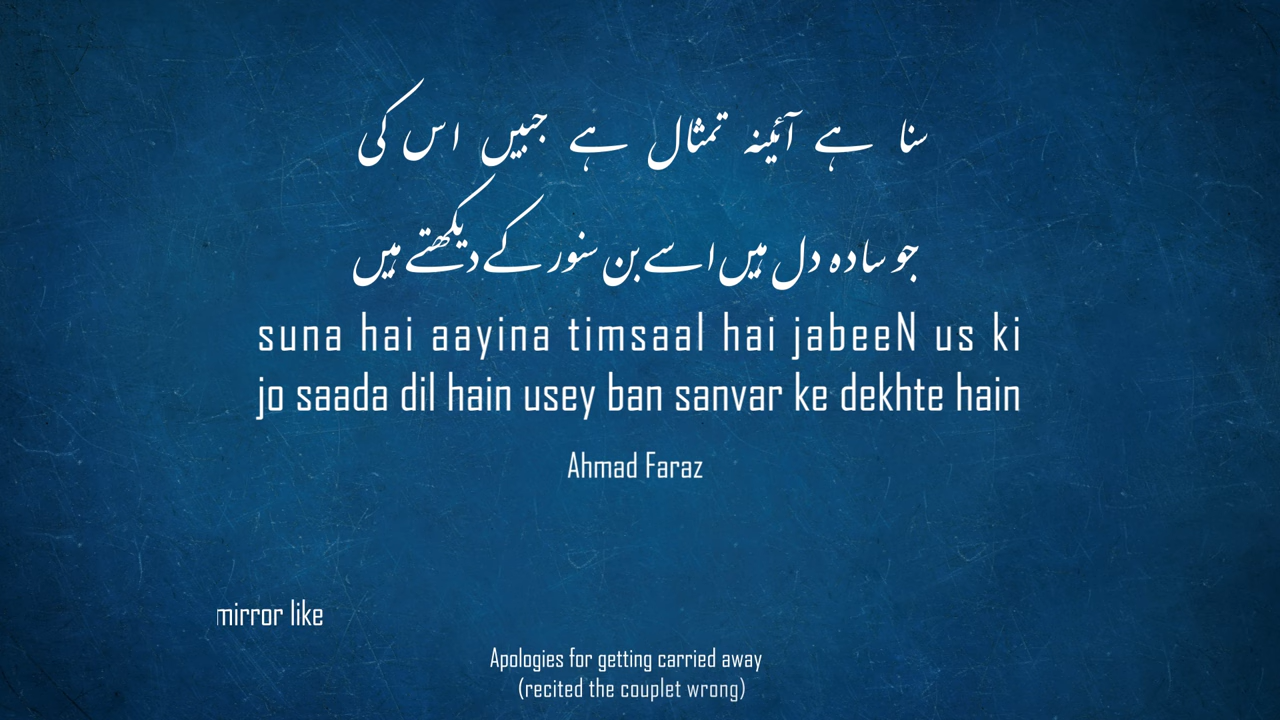 سنا ہے آئینہ تمثال ہے جبیں اس کی
جو سادہ دل ہیں اسے بن سنور کے دیکھتے ہیں
suna hai aayina timsaal hai jabeeN us ki
jo saada dil hain usey ban sanvar ke dekhte hain
Ahmad Faraz
mirror like
Apologies for getting carried away
(recited the couplet wrong)